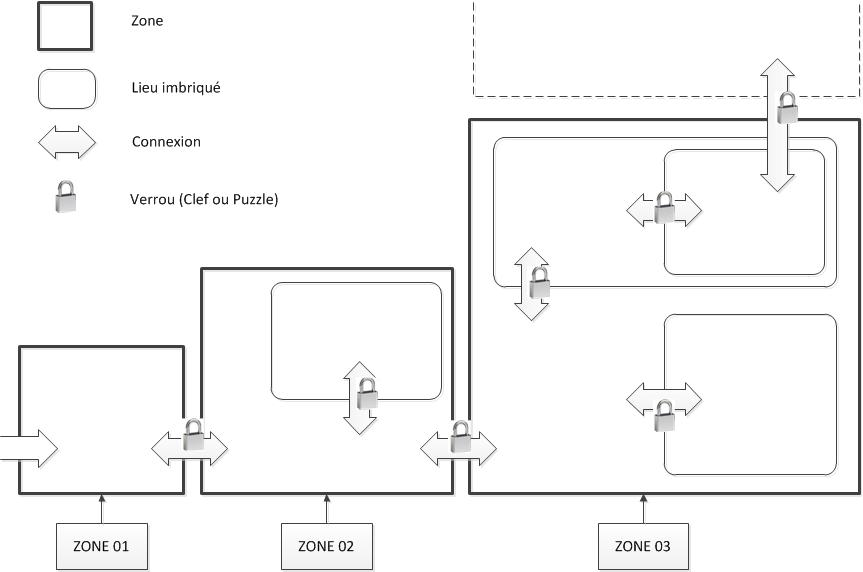 Zone
Lieu imbriqué
Connexion
Verrou (Clef ou Puzzle)
ZONE 01
ZONE 02
ZONE 03